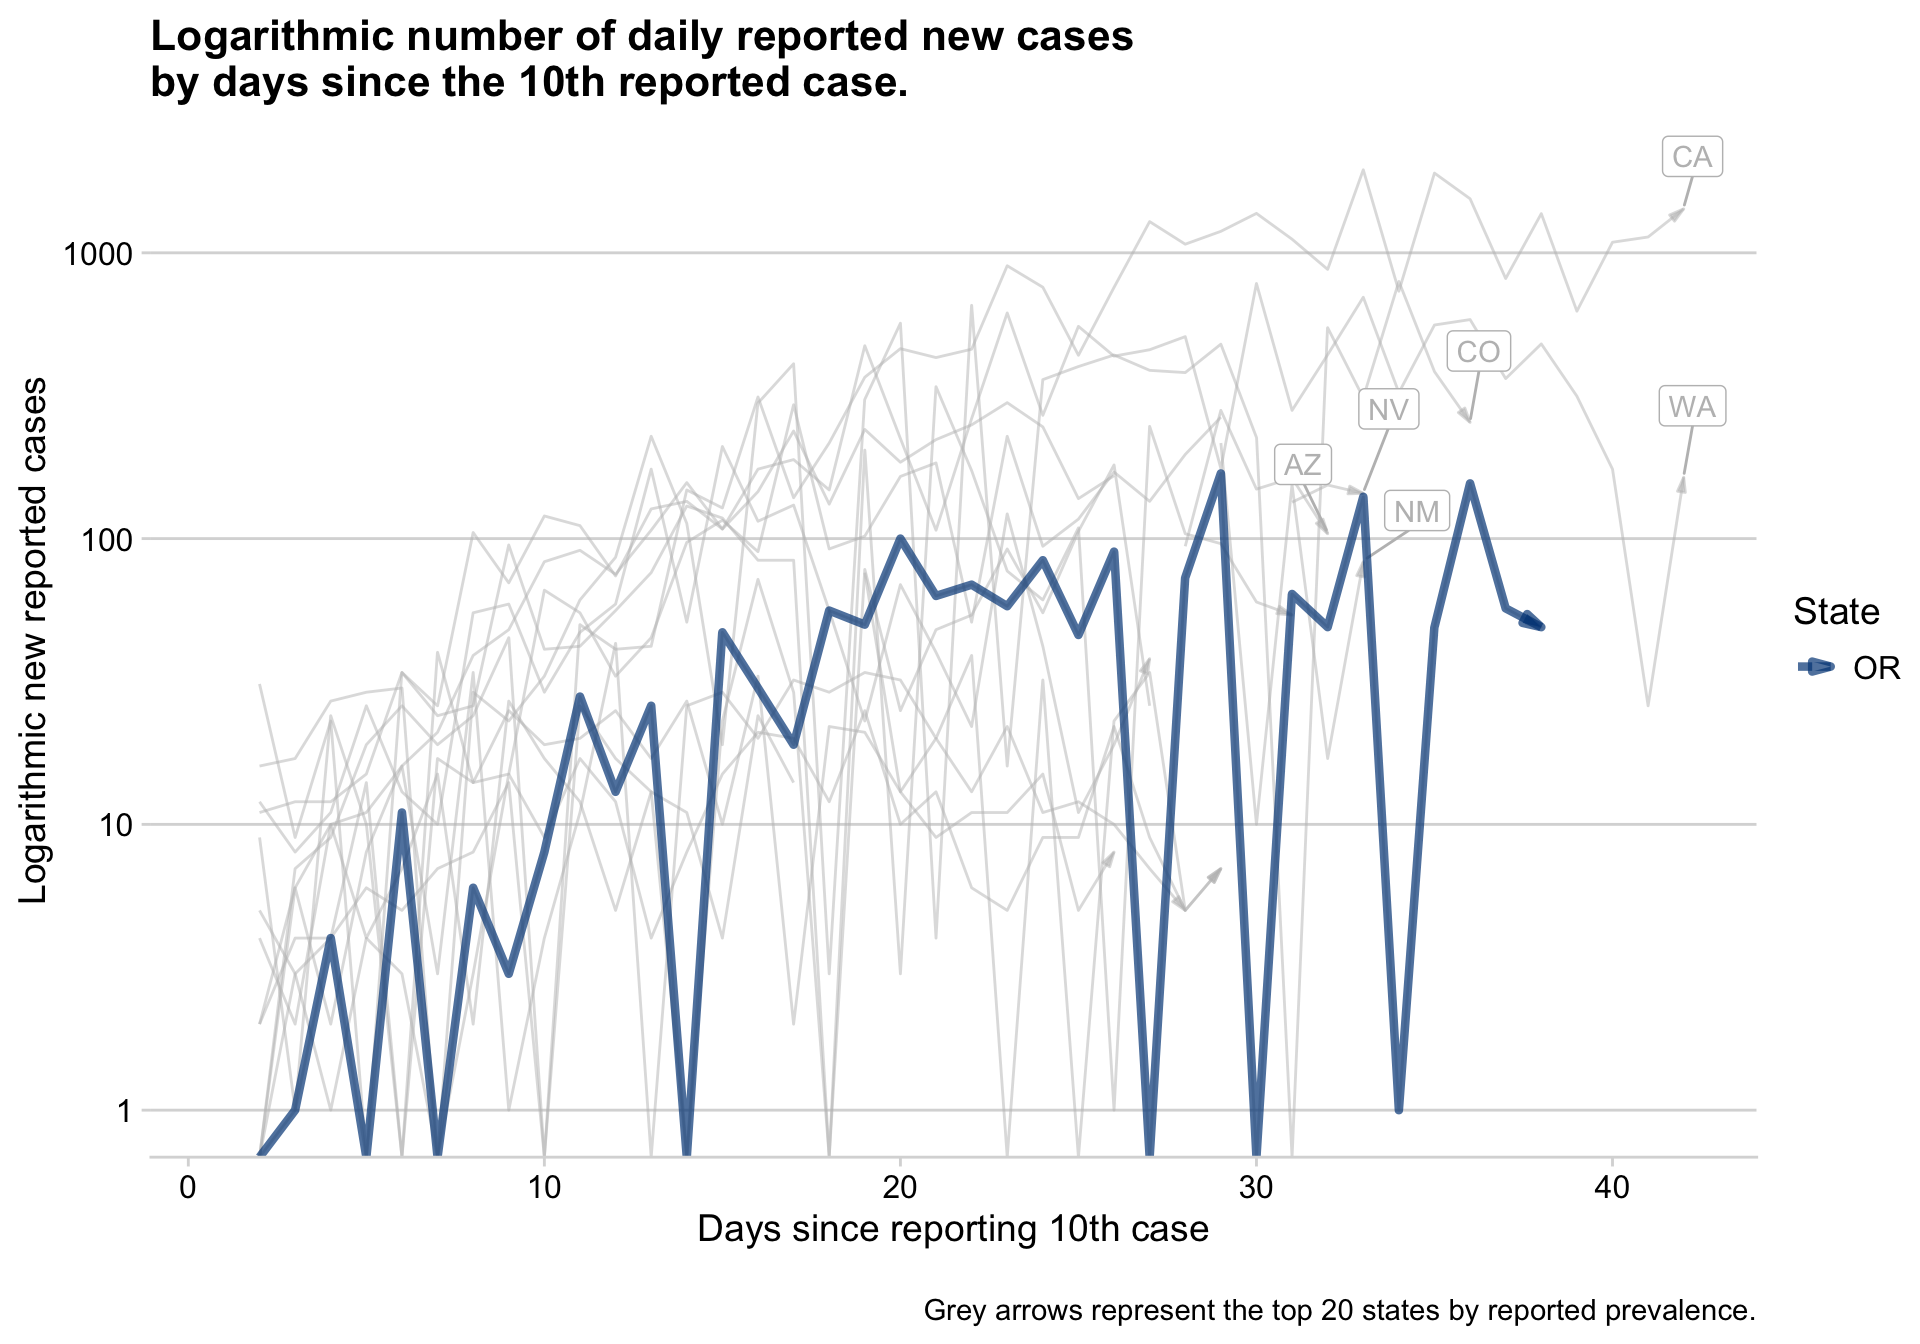 Logarithmic number of daily reported new cases
by days since the 10th reported case.
CA
1000
CO
NV
WA
AZ
NM
100
10
1
Logarithmic new reported cases
State
OR
0 10 20 30 40
Days since reporting 10th case
Grey arrows represent the top 20 states by reported prevalence.